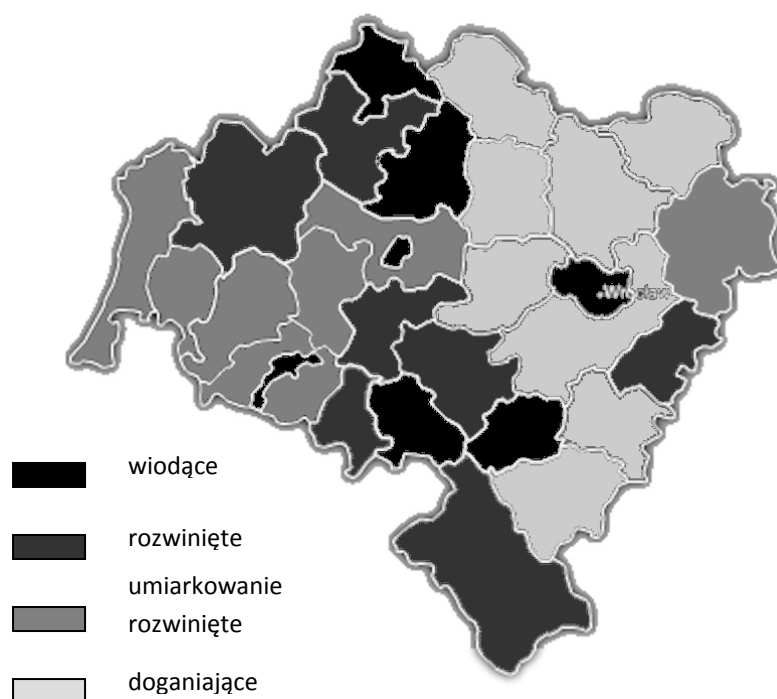 .Wrocław
wiodące
rozwinięte
umiarkowanie
rozwinięte
doganiające